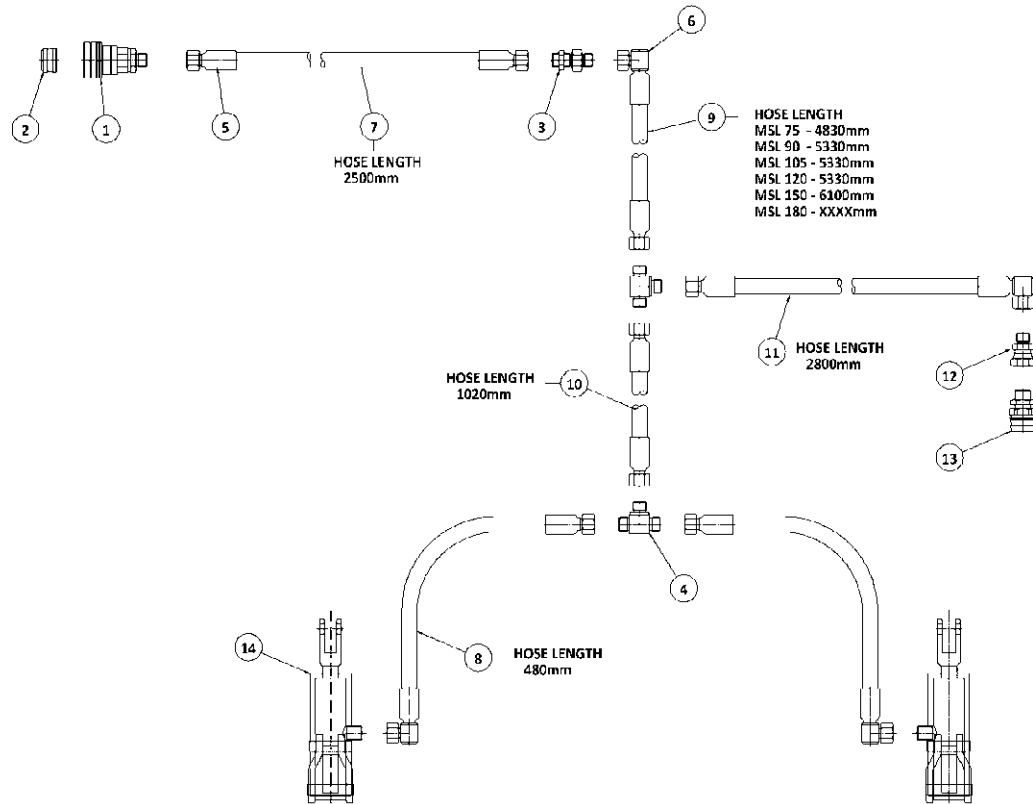 6
2
1
5
7
3
9
HOSE LENGTH
MSL 75 - 4830mm
MSL 90 - 5330mm
MSL 105 - 5330mm
MSL 120 - 5330mm
MSL 150 - 6100mm
MSL 180 - XXXXmm
HOSE LENGTH
2500mm
11
HOSE LENGTH
2800mm
12
HOSE LENGTH
1020mm
10
13
4
14
8
HOSE LENGTH
480mm